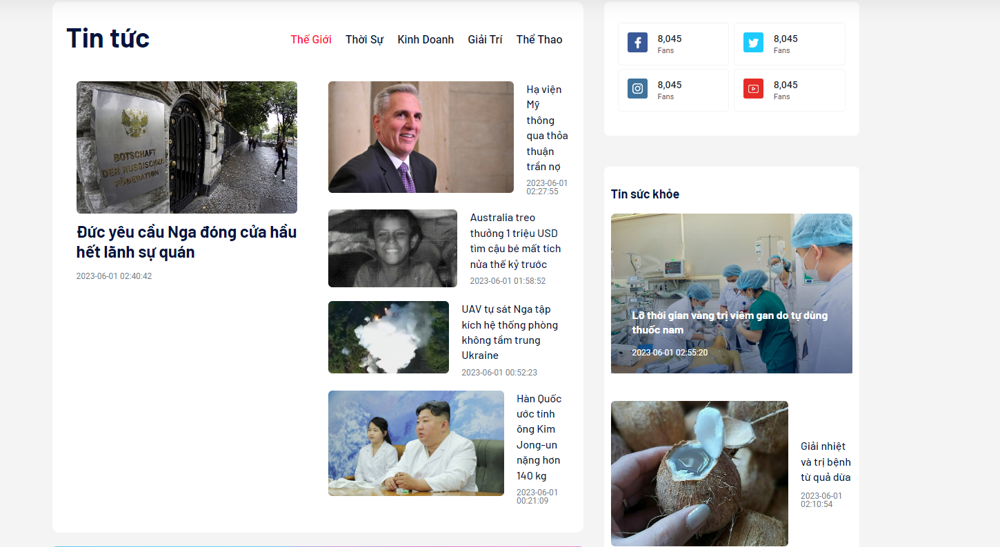 Tin tức
Thế Giới
Thời Sự
Kinh Doanh
Giải Trí
Thể Thao
BOTSCHAFT
DER RUSSISCHEN
FÖDERATION
Đức yêu cầu Nga đóng cửa hầu
hết lãnh sự quán
2023-06-01 02:40:42
Hạ viện
Mỹ
thông
qua thỏa
thuận
trần nợ
2023-06-01
02:27:55
Australia treo
thưởng 1 triệu USD
tìm cậu bé mất tích
nửa thế kỷ trước
2023-06-01 01:58:52
UAV tự sát Nga tập
kích hệ thống phòng
không tầm trung
Ukraine
2023-06-01 00:52:23
Hàn Quốc
ước tính
ông Kim
Jong-un
nặng hơn
140 kg
2023-06-01
00:21:09
8,045
Fans
8,045
Fans
8,045
Fans
8,045
Fans
Tin sức khỏe
Lỡ thời gian vàng trị viêm gan do tự dùng
thuốc nam
2023-06-01 02:55:20
Giải nhiệt
và trị bệnh
từ quả dừa
2023-06-01
02:10:54